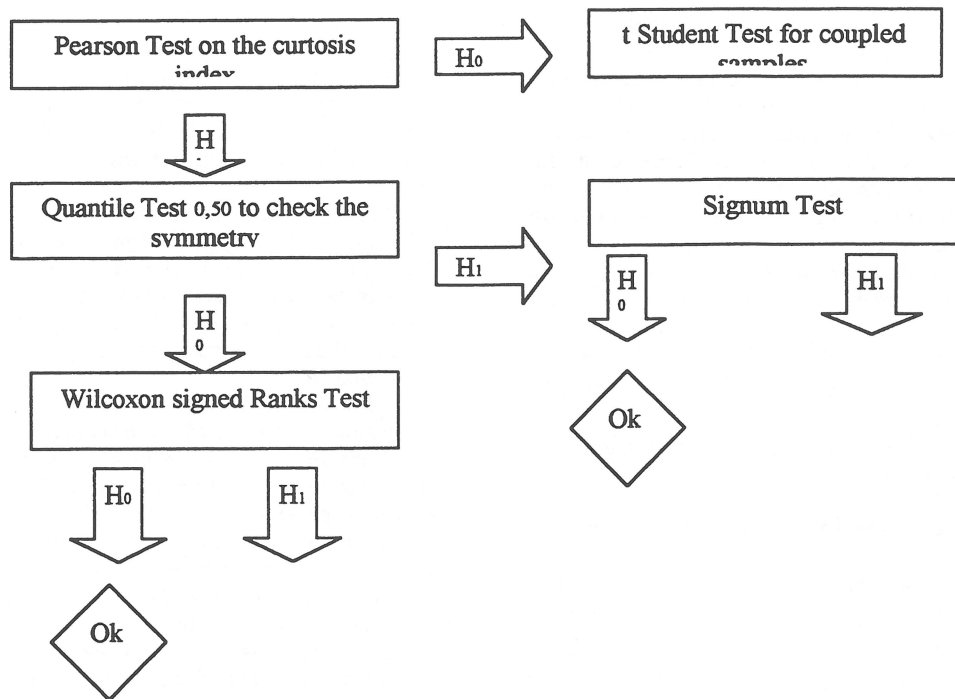 Pearson Test on the curtosis
index
H₀
t Student Test for coupled
samples
H
Quantile Test 0,50 to check the
symmetry
H₁
Signum Test
H
0
H₁
H
0
Wilcoxon signed Ranks Test
Ok
H₀
H₁
Ok